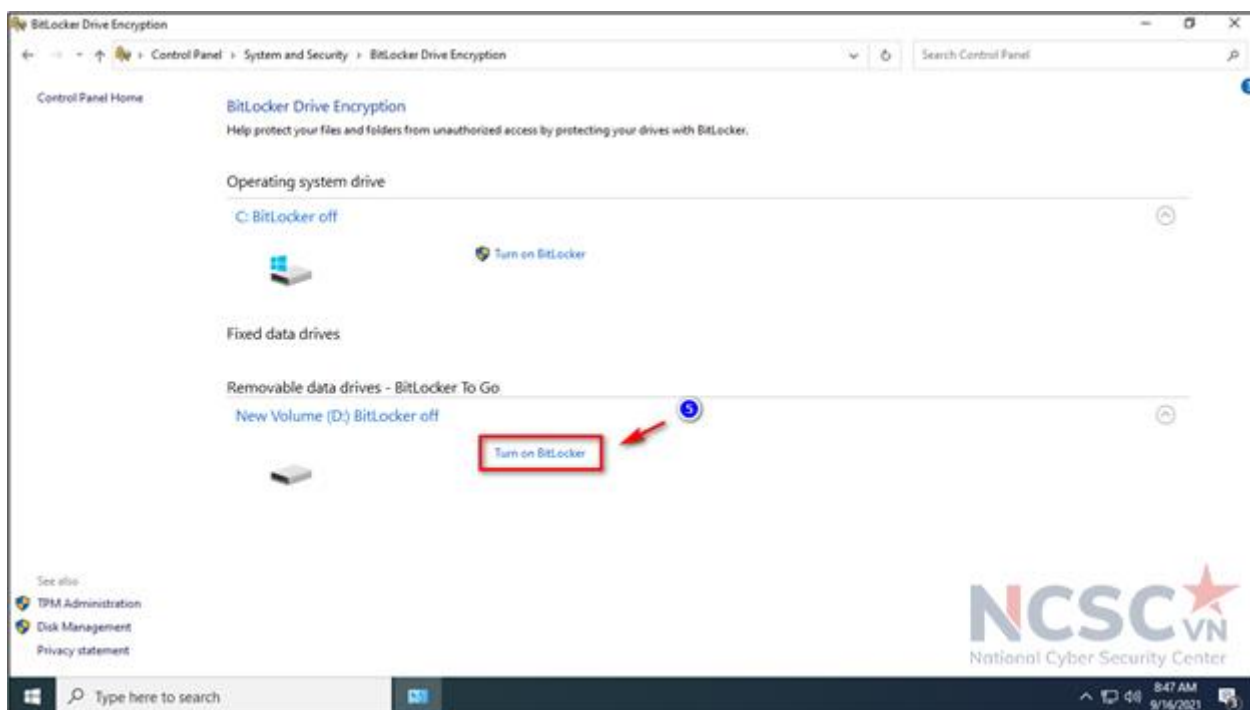 BitLocker Drive Encryption
Control Panel › System and Security › BitLocker Drive Encryption
Search Control Panel
Control Panel Home
BitLocker Drive Encryption
Help protect your files and folders from unauthorized access by protecting your drives with BitLocker.
Operating system drive
C: BitLocker off
Turn on BitLocker
Fixed data drives
Removable data drives - BitLocker To Go
New Volume (D:) BitLocker off
5
Turn on BitLocker
See also
TPM Administration
Disk Management
Privacy statement
NCSC
VN
National Cyber Security Center
Type here to search
8:47 AM
9/16/2021